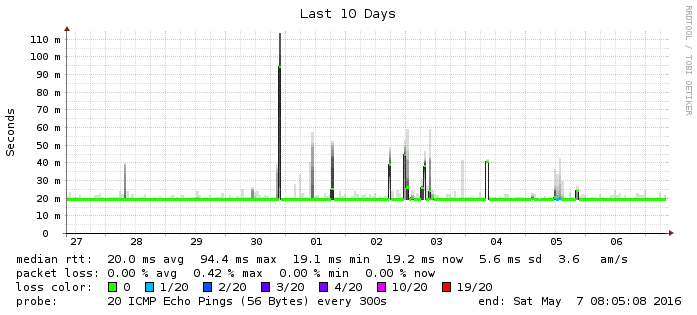 Last 10 Days
RRDTOOL / TOBI OETIKER
Seconds
110 m
100 m
90 m
80 m
70 m
60 m
50 m
40 m
30 m
20 m
10 m
0
27 28 29 30 01 02 03 04 05 06
median rtt: 20.0 ms avg 94.4 ms max 19.1 ms min 19.2 ms now 5.6 ms sd 3.6 am/s
packet loss: 0.00 % avg 0.42 % max 0.00 % min 0.00 % now
loss color: 0 1/20 2/20 3/20 4/20 10/20 19/20
probe: 20 ICMP Echo Pings (56 Bytes) every 300s end: Sat May 7 08:05:08 2016